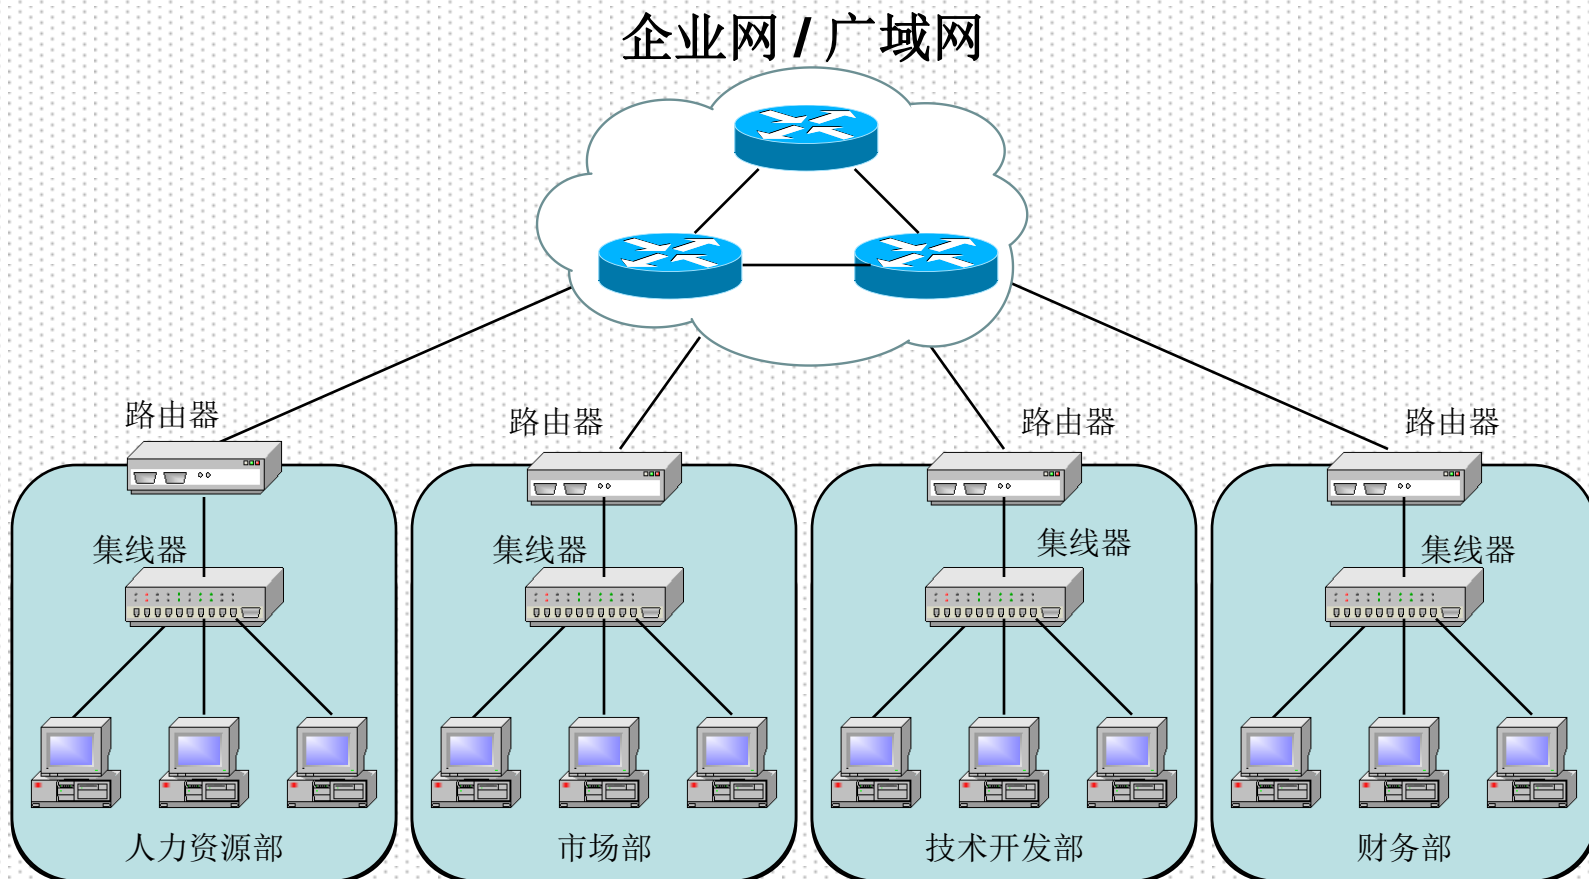 企业网 / 广域网
路由器
路由器
路由器
路由器
集线器
集线器
集线器
集线器
人力资源部
市场部
技术开发部
财务部